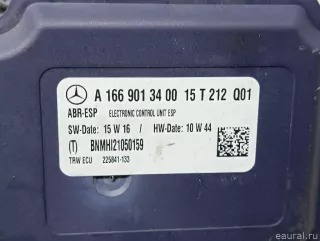 A 166 901 34 00 15 T 212 Q01
ABR-ESP ELECTRONIC CONTROL UNIT ESP
SW-Date: 15 W 16 / HW-Date: 10 W 44
(T) BNMHI21050159
TRW ECU 225841-133
eaural.ru